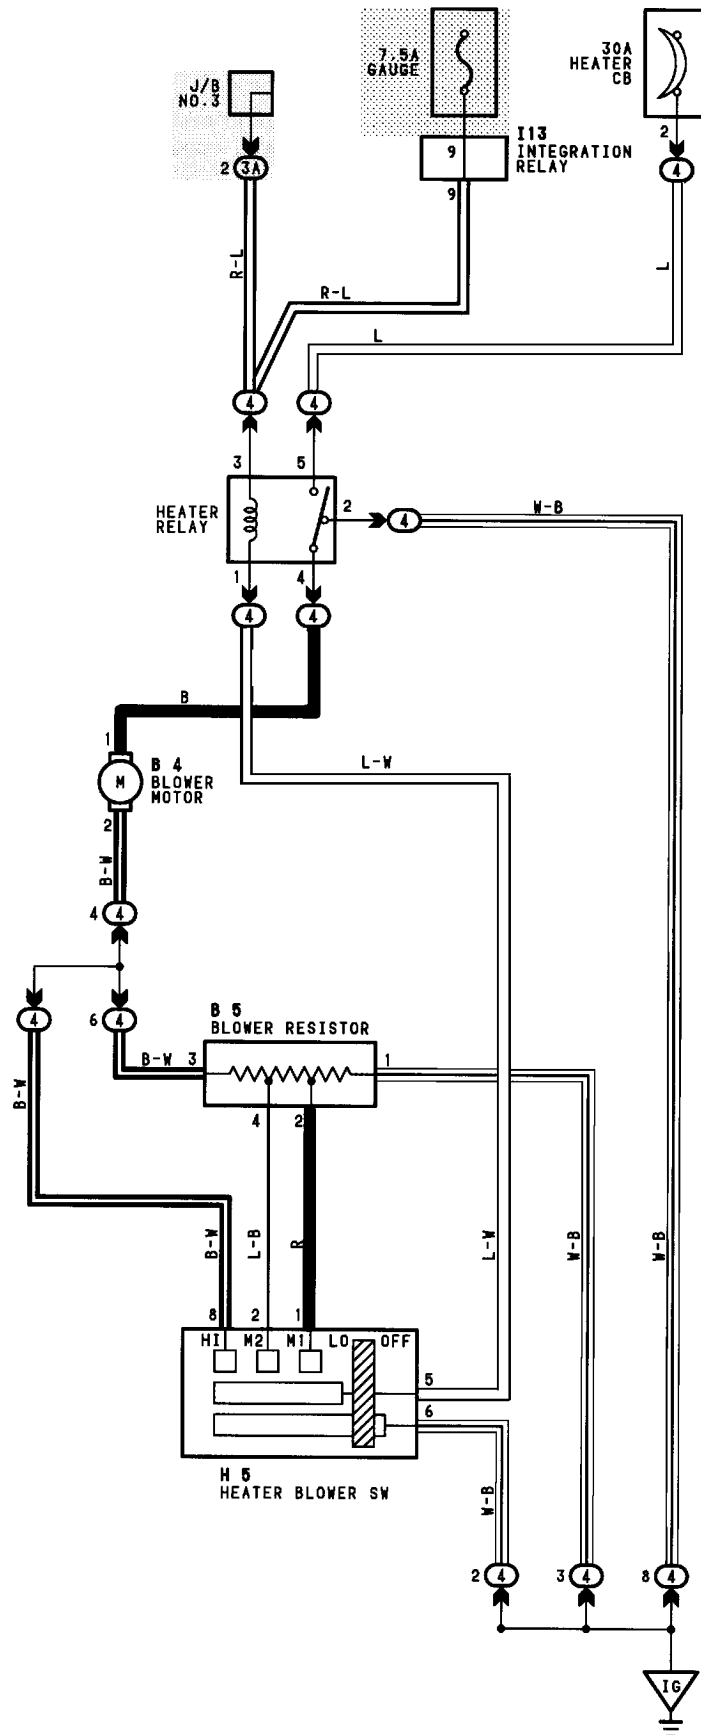 7.5A
GAUGE
30A
HEATER
CB
J/B
NO.3
2 3A
9
I13
INTEGRATION
RELAY
9
2
4
R-L
R-L
L
L
4
4
3
5
HEATER
RELAY
2
4
W-B
1
4
4
4
B
1
M
B 4
BLOWER
MOTOR
L-W
2
B-W
4 4
4
6 4
B 5
BLOWER RESISTOR
B-W
B-W 3
1
4
2
B-W
L-B
R
L-W
W-B
W-B
8
2
1
HI M2 M1 LO OFF
5
6
H 5
HEATER BLOWER SW
W-B
2 4
3 4
8 4
IG